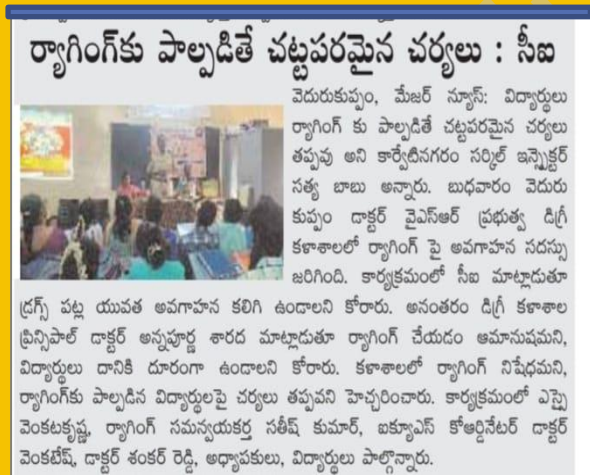 ర్యాగింగ్‌కు పాల్పడితే చట్టపరమైన చర్యలు : సీఐ
వెదురుకుప్పం, మేజర్ న్యూస్: విద్యార్థులు
ర్యాగింగ్ కు పాల్పడితే చట్టపరమైన చర్యలు
తప్పవు అని కార్వేటినగరం సర్కిల్ ఇన్స్పెక్టర్
సత్య బాబు అన్నారు. బుధవారం వెదురు
కుప్పం డాక్టర్ వైఎస్ఆర్ ప్రభుత్వ డిగ్రీ
కళాశాలలో ర్యాగింగ్ పై అవగాహన సదస్సు
జరిగింది. కార్యక్రమంలో సీఐ మాట్లాడుతూ
డ్రగ్స్ పట్ల యువత అవగాహన కలిగి ఉండాలని కోరారు. అనంతరం డిగ్రీ కళాశాల
ప్రిన్సిపాల్ డాక్టర్ అన్నపూర్ణ శారద మాట్లాడుతూ ర్యాగింగ్ చేయడం ఆమానుషమని,
విద్యార్థులు దానికి దూరంగా ఉండాలని కోరారు. కళాశాలలో ర్యాగింగ్ నిషేధమని,
ర్యాగింగ్‌కు పాల్పడిన విద్యార్థులపై చర్యలు తప్పవని హెచ్చరించారు. కార్యక్రమంలో ఎస్సై
వెంకటకృష్ణ, ర్యాగింగ్ సమన్వయకర్త సతీష్ కుమార్, ఐక్యూఎస్ కోఆర్డినేటర్ డాక్టర్
వెంకటేష్, డాక్టర్ శంకర్ రెడ్డి, అధ్యాపకులు, విద్యార్థులు పాల్గొన్నారు.